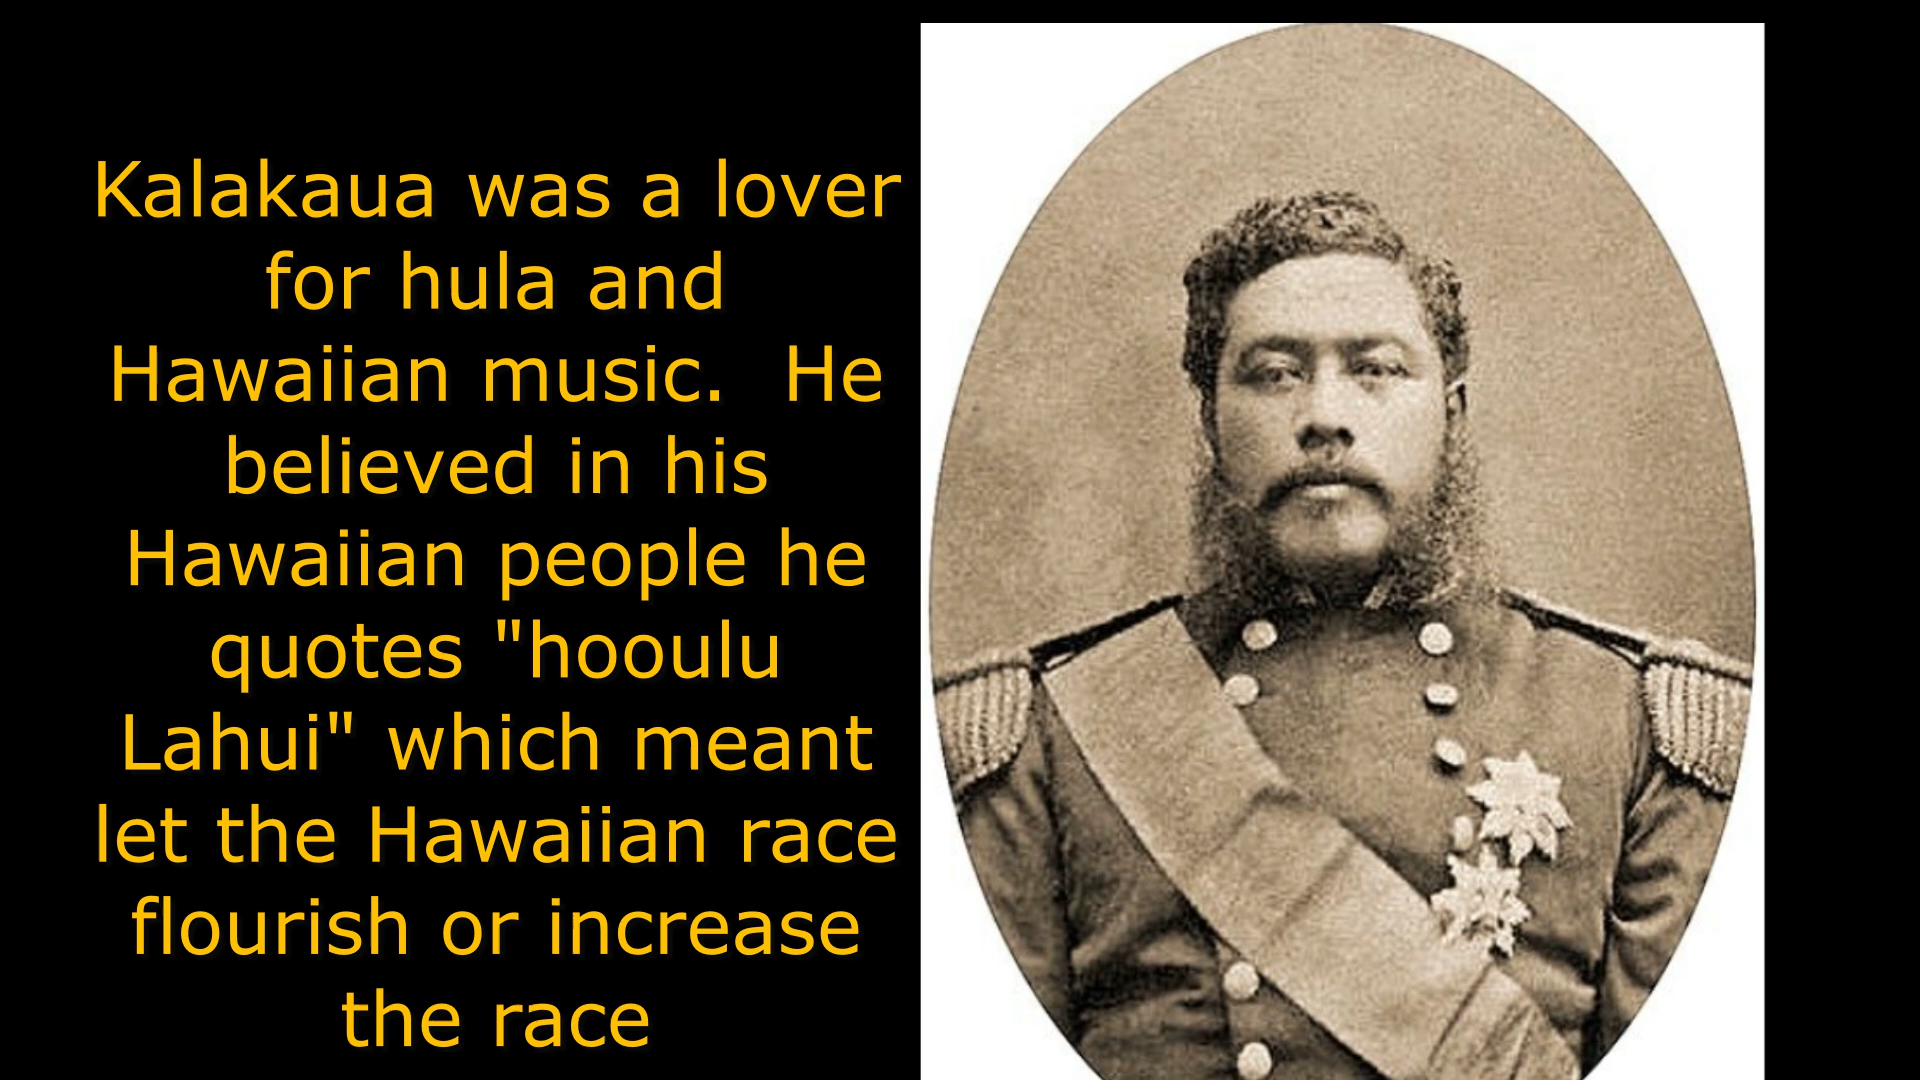 Kalakaua was a lover
for hula and
Hawaiian music.  He
believed in his
Hawaiian people he
quotes "hooulu
Lahui" which meant
let the Hawaiian race
flourish or increase
the race